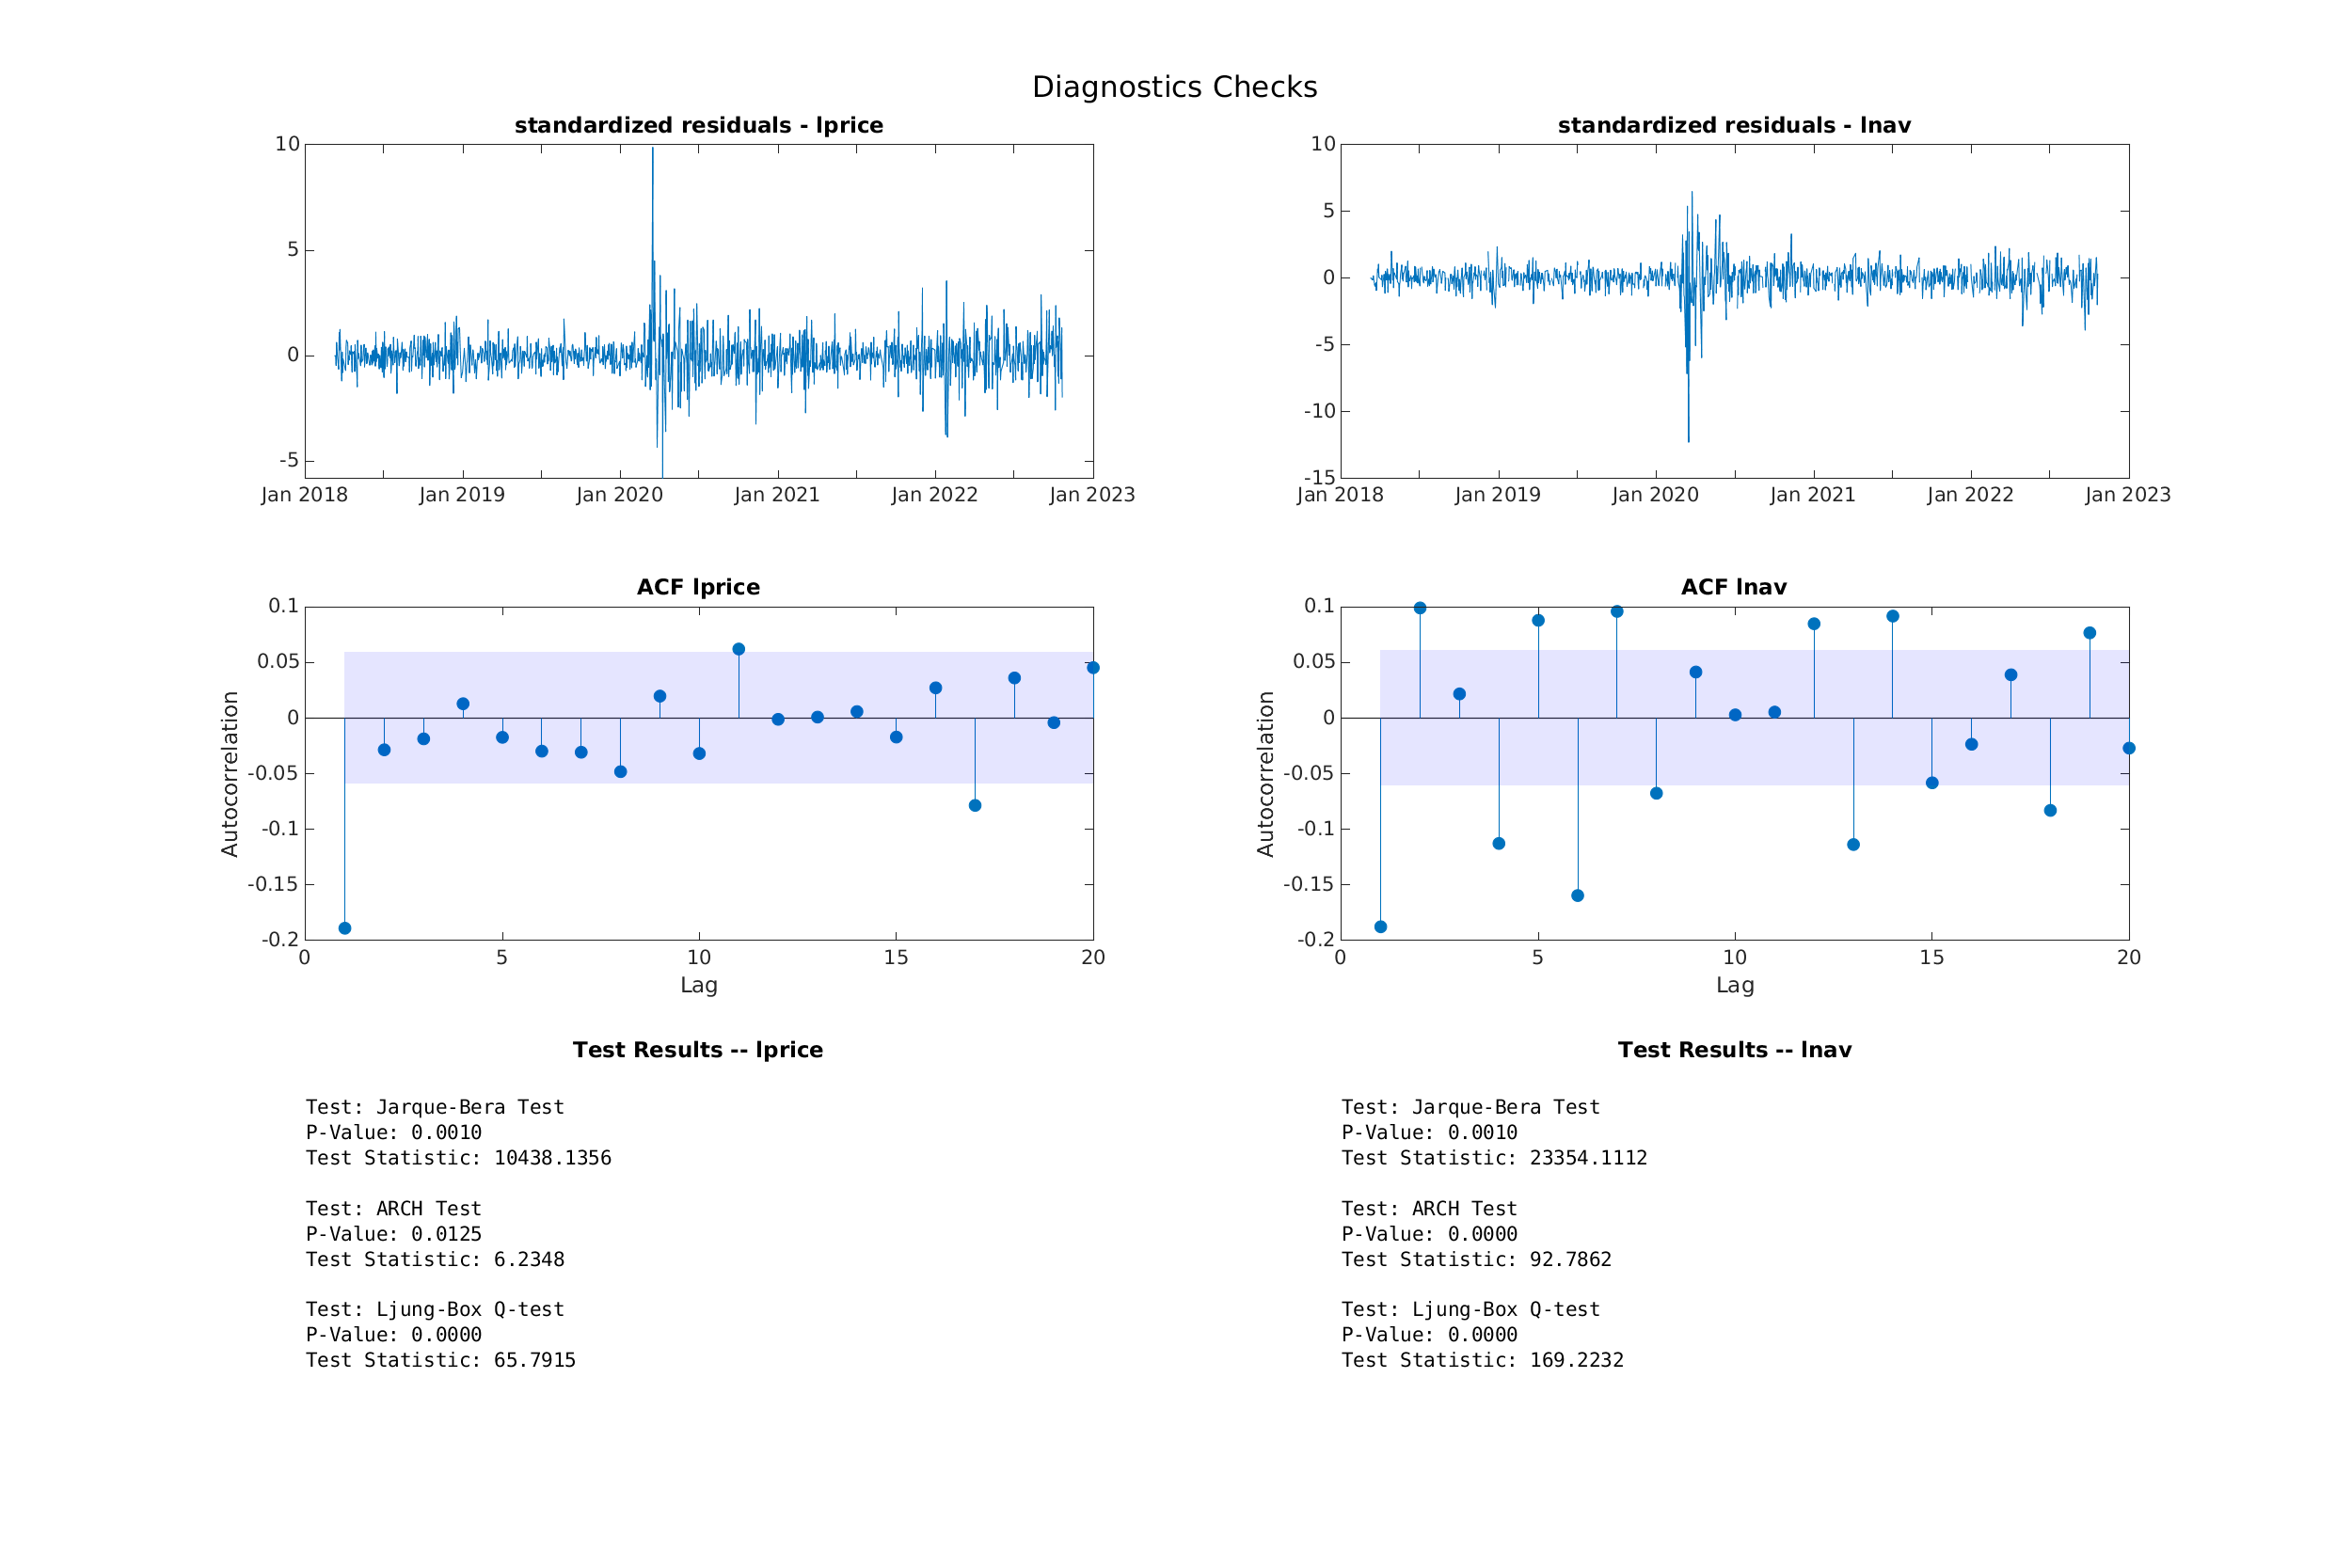 Diagnostics Checks
standardized residuals - lprice
10
5
0
-5
Jan 2018 Jan 2019 Jan 2020 Jan 2021 Jan 2022 Jan 2023
standardized residuals - lnav
10
5
0
-5
-10
-15
Jan 2018 Jan 2019 Jan 2020 Jan 2021 Jan 2022 Jan 2023
ACF lprice
Autocorrelation
0.1
0.05
0
-0.05
-0.1
-0.15
-0.2
0 5 10 15 20
Lag
ACF lnav
Autocorrelation
0.1
0.05
0
-0.05
-0.1
-0.15
-0.2
0 5 10 15 20
Lag
Test Results -- lprice
Test: Jarque-Bera Test
P-Value: 0.0010
Test Statistic: 10438.1356
Test: ARCH Test
P-Value: 0.0125
Test Statistic: 6.2348
Test: Ljung-Box Q-test
P-Value: 0.0000
Test Statistic: 65.7915
Test Results -- lnav
Test: Jarque-Bera Test
P-Value: 0.0010
Test Statistic: 23354.1112
Test: ARCH Test
P-Value: 0.0000
Test Statistic: 92.7862
Test: Ljung-Box Q-test
P-Value: 0.0000
Test Statistic: 169.2232